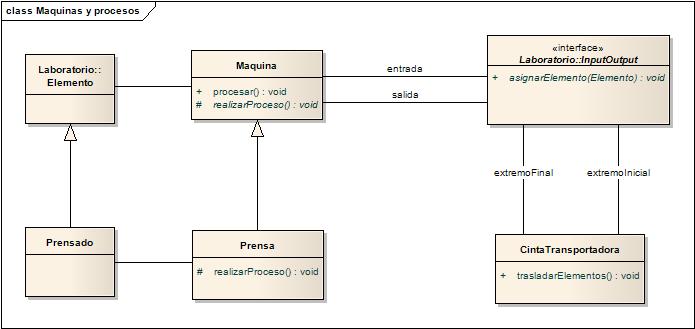 class Maquinas y procesos
Laboratorio::
Elemento
Maquina
+ procesar() : void
# realizarProceso() : void
entrada
salida
«interface»
Laboratorio::InputOutput
+ asignarElemento(Elemento) : void
extremoFinal
extremoInicial
Prensado
Prensa
# realizarProceso() : void
CintaTransportadora
+ trasladarElementos() : void